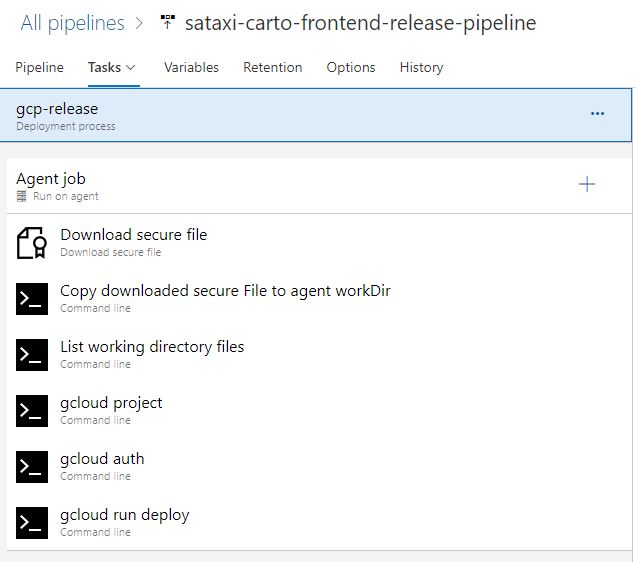 All pipelines > sataxi-carto-frontend-release-pipeline
Pipeline Tasks Variables Retention Options History
gcp-release
Deployment process
Agent job
Run on agent
Download secure file
Download secure file
Copy downloaded secure File to agent workDir
Command line
List working directory files
Command line
gcloud project
Command line
gcloud auth
Command line
gcloud run deploy
Command line